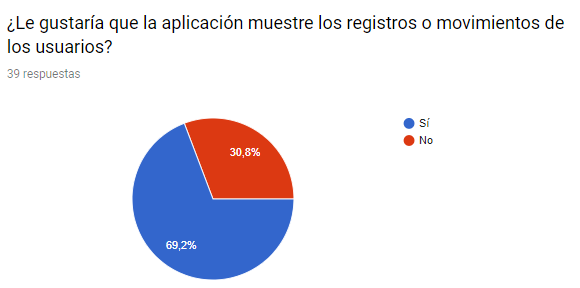 ¿Le gustaría que la aplicación muestre los registros o movimientos de
los usuarios?
39 respuestas
Sí
No
30,8%
69,2%